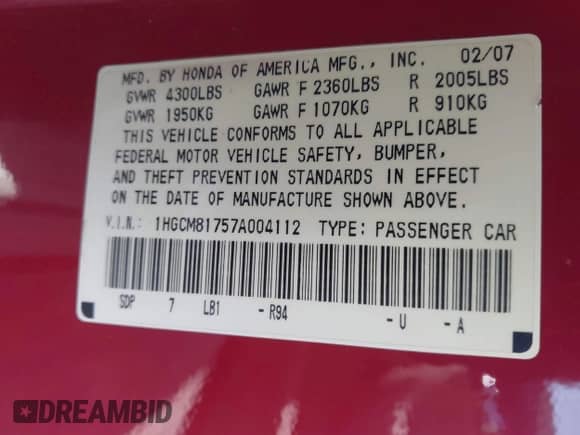 MFD. BY HONDA OF AMERICA MFG., INC. 02/07
GVWR 4300LBS GAWR F 2360LBS R 2005LBS
GVWR 1950KG GAWR F 1070KG R 910KG
THIS VEHICLE CONFORMS TO ALL APPLICABLE
FEDERAL MOTOR VEHICLE SAFETY, BUMPER,
AND THEFT PREVENTION STANDARDS IN EFFECT
ON THE DATE OF MANUFACTURE SHOWN ABOVE.
V.I.N.: 1HGCM81757A004112 TYPE: PASSENGER CAR
SDP 7 LB1 - R94 - U - A
DREAMBID